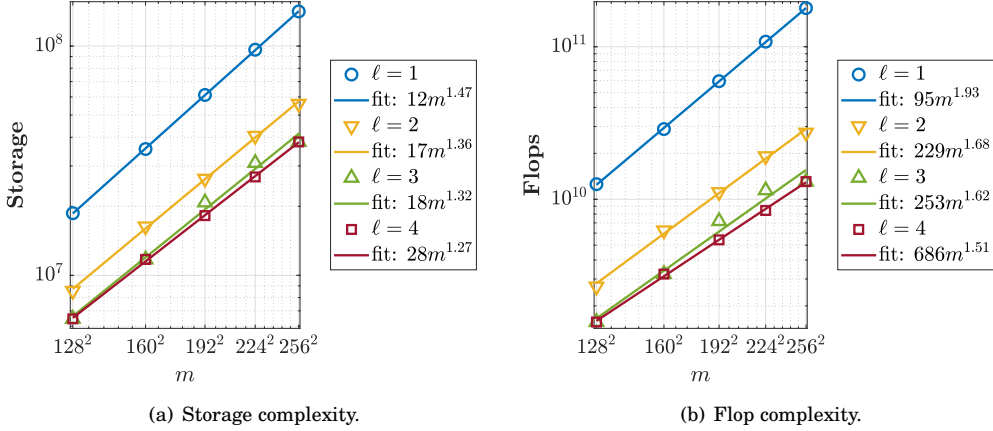 Storage
10^8
10^7
128^2 160^2 192^2 224^2 256^2
m
ℓ = 1
fit: 12m^1.47
ℓ = 2
fit: 17m^1.36
ℓ = 3
fit: 18m^1.32
ℓ = 4
fit: 28m^1.27
(a) Storage complexity.
Flops
10^11
10^10
128^2 160^2 192^2 224^2 256^2
m
ℓ = 1
fit: 95m^1.93
ℓ = 2
fit: 229m^1.68
ℓ = 3
fit: 253m^1.62
ℓ = 4
fit: 686m^1.51
(b) Flop complexity.